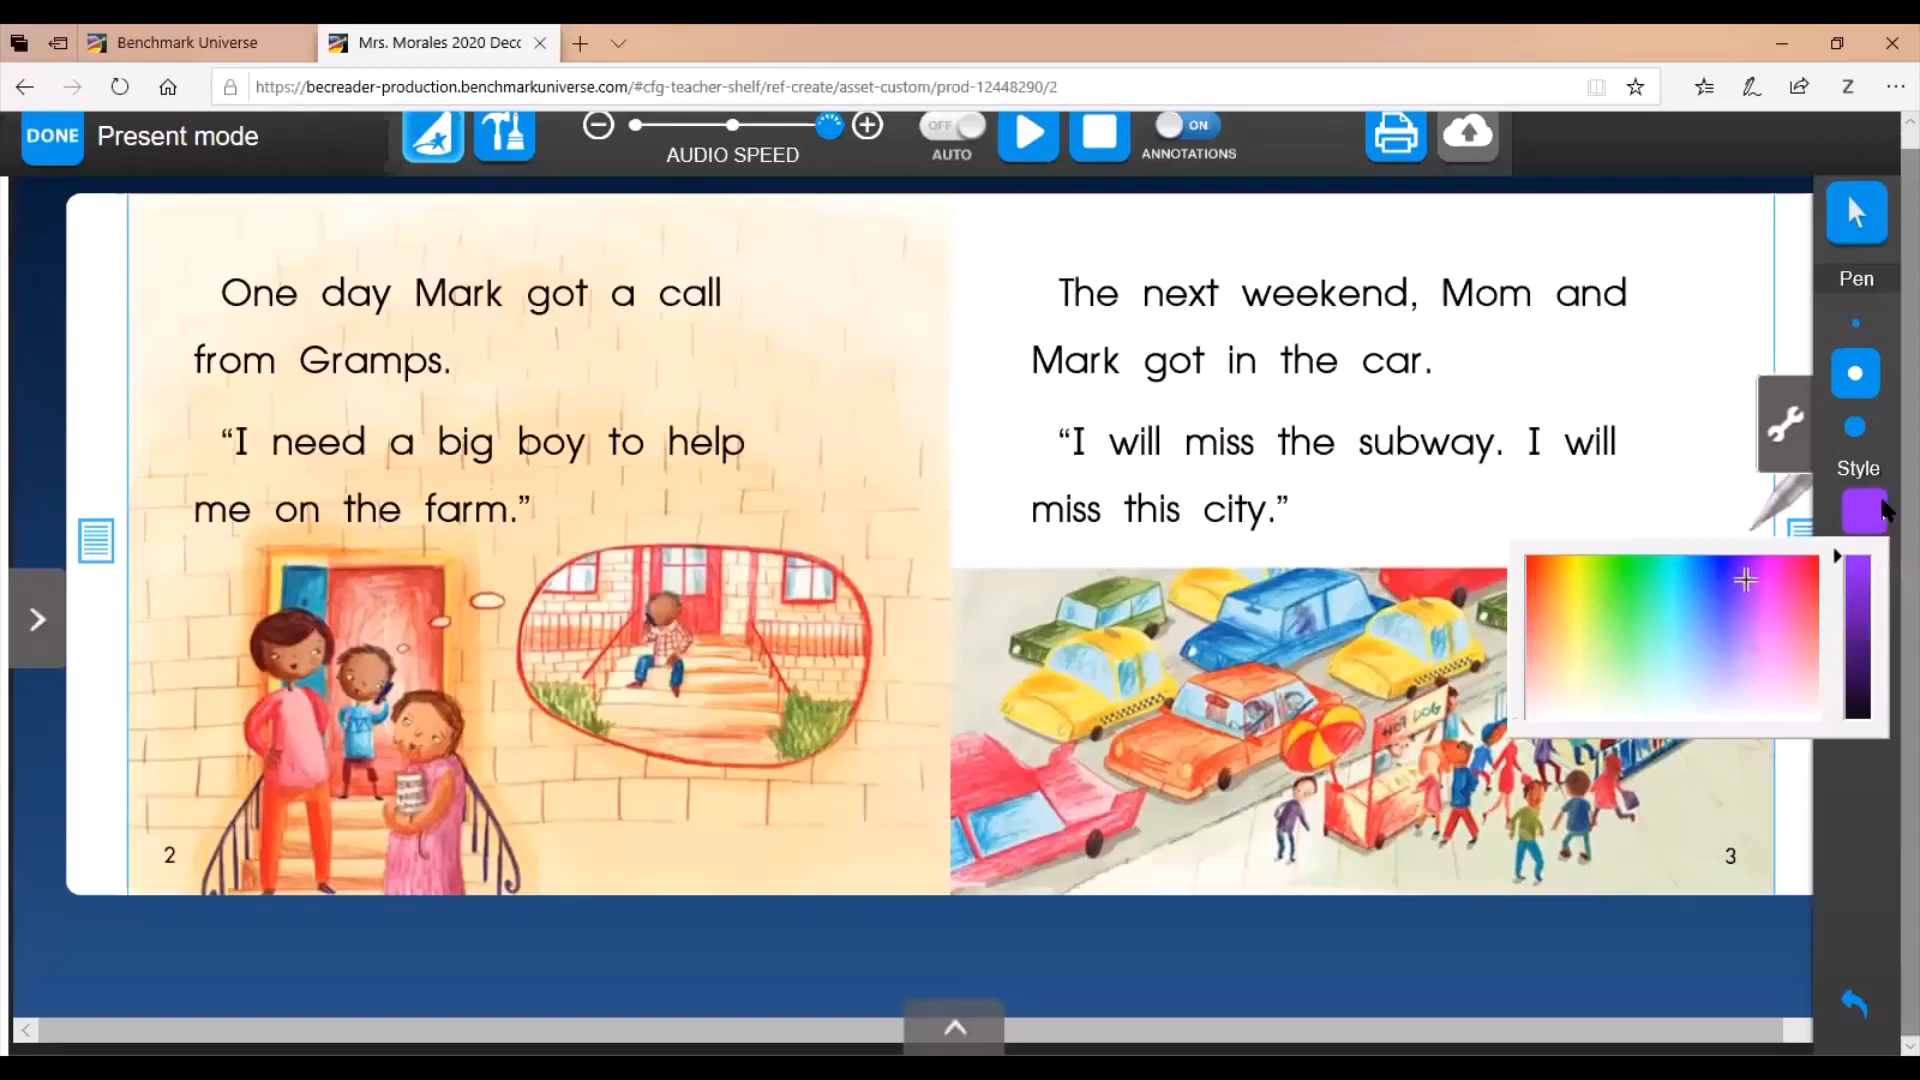 Benchmark Universe
Mrs. Morales 2020 Decc
https://becreader-production.benchmarkuniverse.com/#cfg-teacher-shelf/ref-create/asset-custom/prod-12448290/2
Z
DONE
Present mode
AUDIO SPEED
OFF
AUTO
ON
ANNOTATIONS
One day Mark got a call
from Gramps.
“I need a big boy to help
me on the farm.”
2
The next weekend, Mom and
Mark got in the car.
“I will miss the subway. I will
miss this city.”
HOT DOG
3
Pen
Style